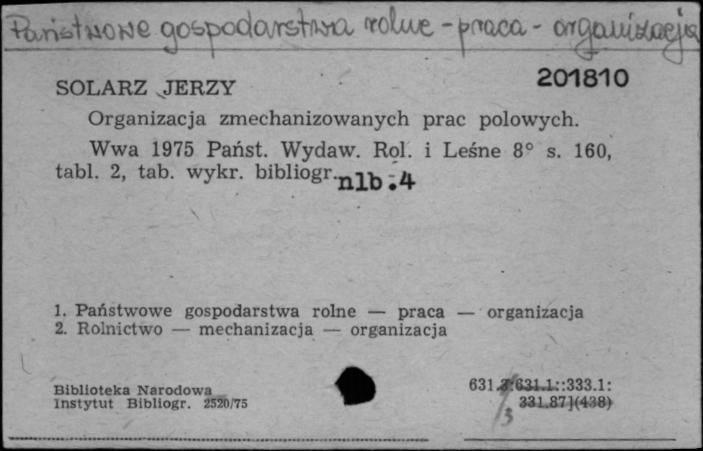 Państwowe gospodarstwa rolne - praca - organizacja
201810
SOLARZ JERZY
Organizacja zmechanizowanych prac polowych.
Wwa 1975 Państ. Wydaw. Rol. i Leśne 8° s. 160,
tabl. 2, tab. wykr. bibliogr. nlb. 4
1. Państwowe gospodarstwa rolne — praca — organizacja
2. Rolnictwo — mechanizacja — organizacja
Biblioteka Narodowa
Instytut Bibliogr. 2520/75
631.3:631.1::333.1:
331.87](438)
3